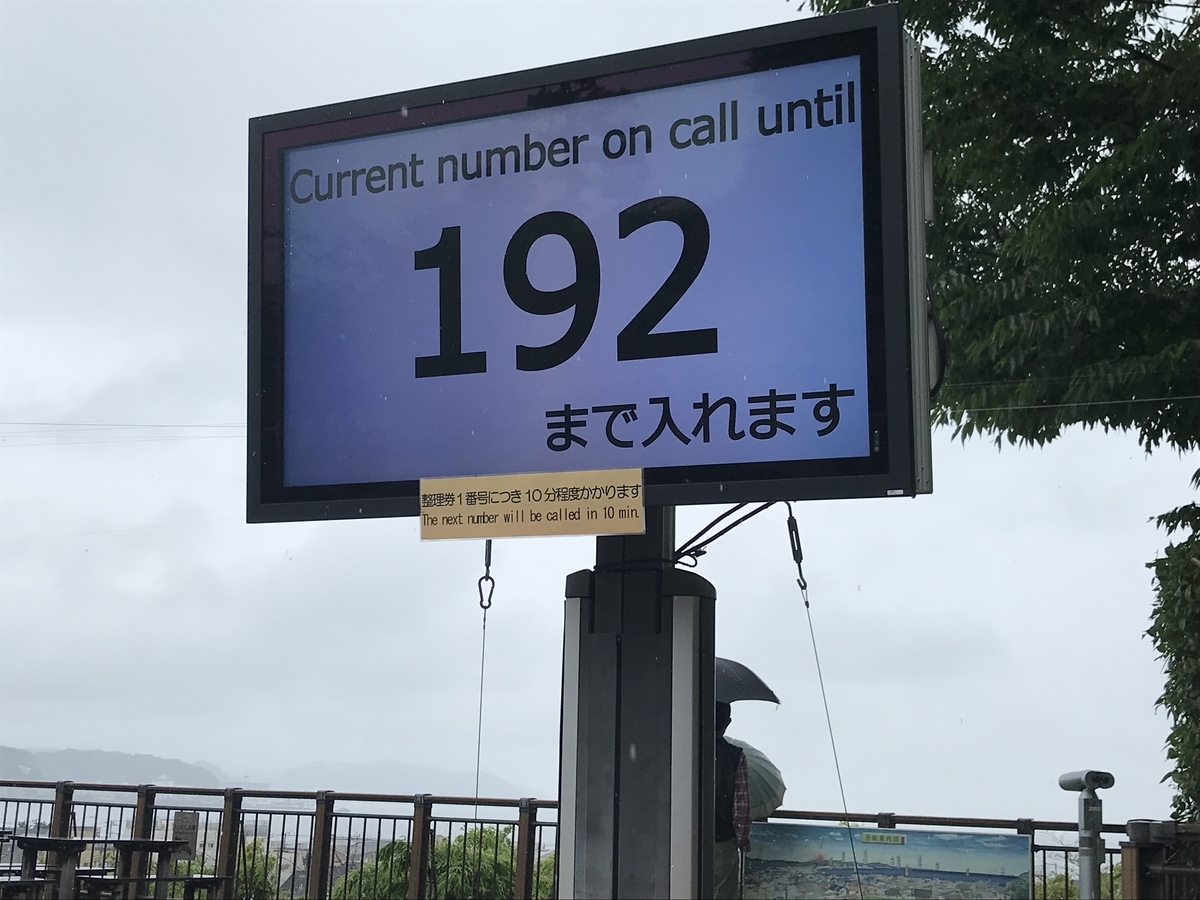 Current number on call until
192
まで入れます
整理券1番号につき10分程度かかります
The next number will be called in 10 min.